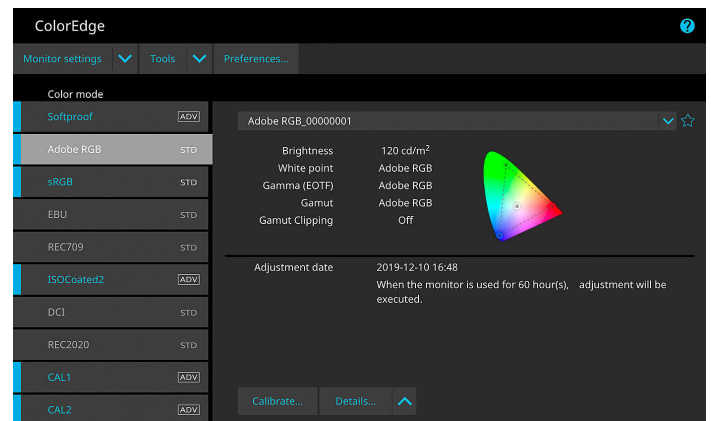 ColorEdge
?
Monitor settings Tools Preferences...
Color mode
Softproof ADV
Adobe RGB STD
sRGB STD
EBU STD
REC709 STD
ISOCoated2 ADV
DCI STD
REC2020 STD
CAL1 ADV
CAL2 ADV
Adobe RGB_00000001
Brightness 120 cd/m²
White point Adobe RGB
Gamma (EOTF) Adobe RGB
Gamut Adobe RGB
Gamut Clipping Off
Adjustment date 2019-12-10 16:48
When the monitor is used for 60 hour(s), adjustment will be
executed.
Calibrate... Details...